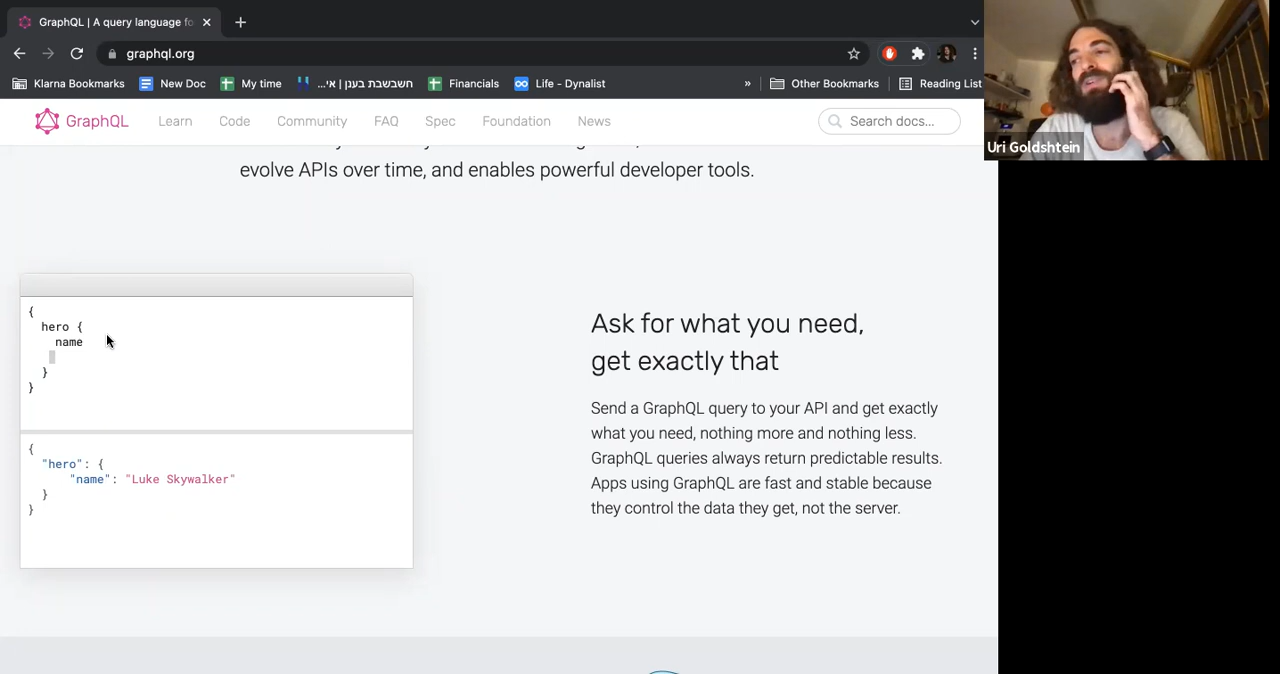 GraphQL | A query language fo
graphql.org
Klarna Bookmarks
New Doc
My time
חשבשבת בענן | אי...
Financials
Life - Dynalist
»
Other Bookmarks
Reading List
Uri Goldshtein
GraphQL
Learn
Code
Community
FAQ
Spec
Foundation
News
Search docs...
evolve APIs over time, and enables powerful developer tools.
{
hero {
name
}
}
{
"hero": {
"name": "Luke Skywalker"
}
}
Ask for what you need,
get exactly that
Send a GraphQL query to your API and get exactly
what you need, nothing more and nothing less.
GraphQL queries always return predictable results.
Apps using GraphQL are fast and stable because
they control the data they get, not the server.